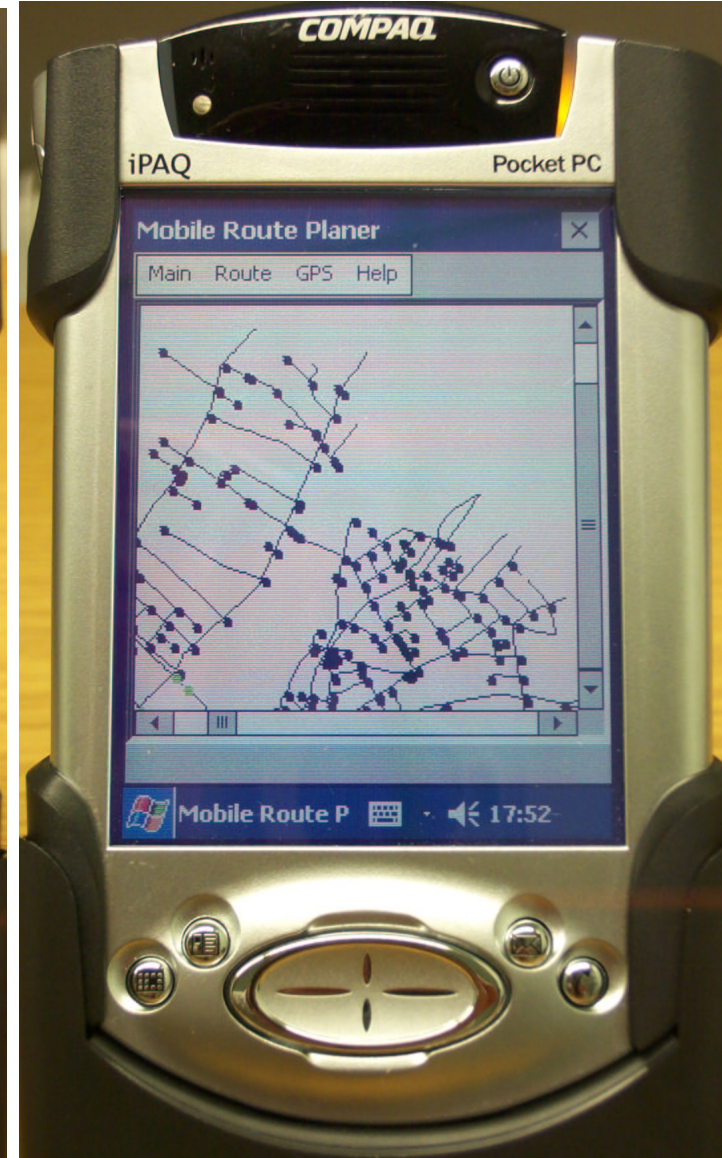 COMPAQ
iPAQ Pocket PC
Mobile Route Planer
Main Route GPS Help
Mobile Route P 17:52